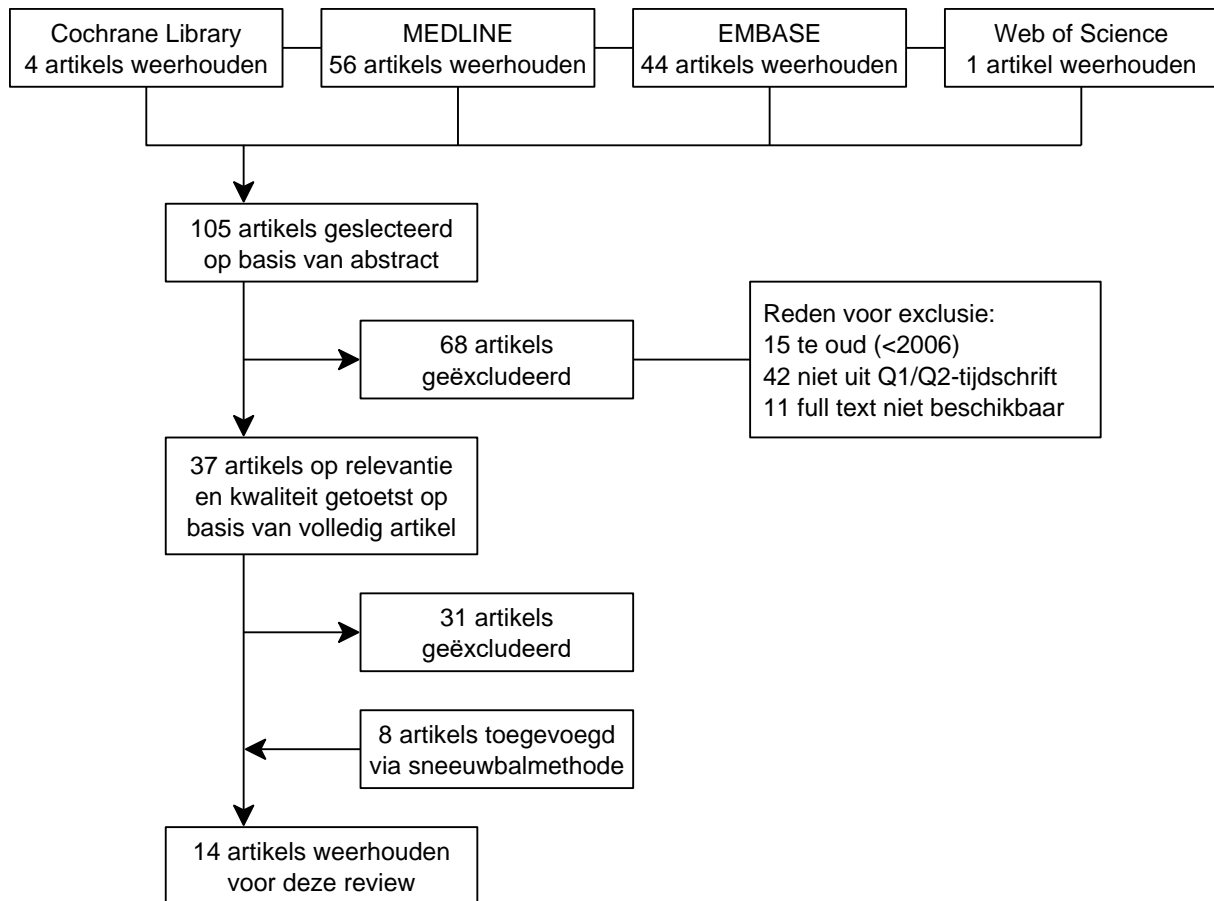 Cochrane Library
4 artikels weerhouden
MEDLINE
56 artikels weerhouden
EMBASE
44 artikels weerhouden
Web of Science
1 artikel weerhouden
105 artikels geslecteerd
op basis van abstract
68 artikels
geëxcludeerd
Reden voor exclusie:
15 te oud (<2006)
42 niet uit Q1/Q2-tijdschrift
11 full text niet beschikbaar
37 artikels op relevantie
en kwaliteit getoetst op
basis van volledig artikel
31 artikels
geëxcludeerd
8 artikels toegevoegd
via sneeuwbalmethode
14 artikels weerhouden
voor deze review